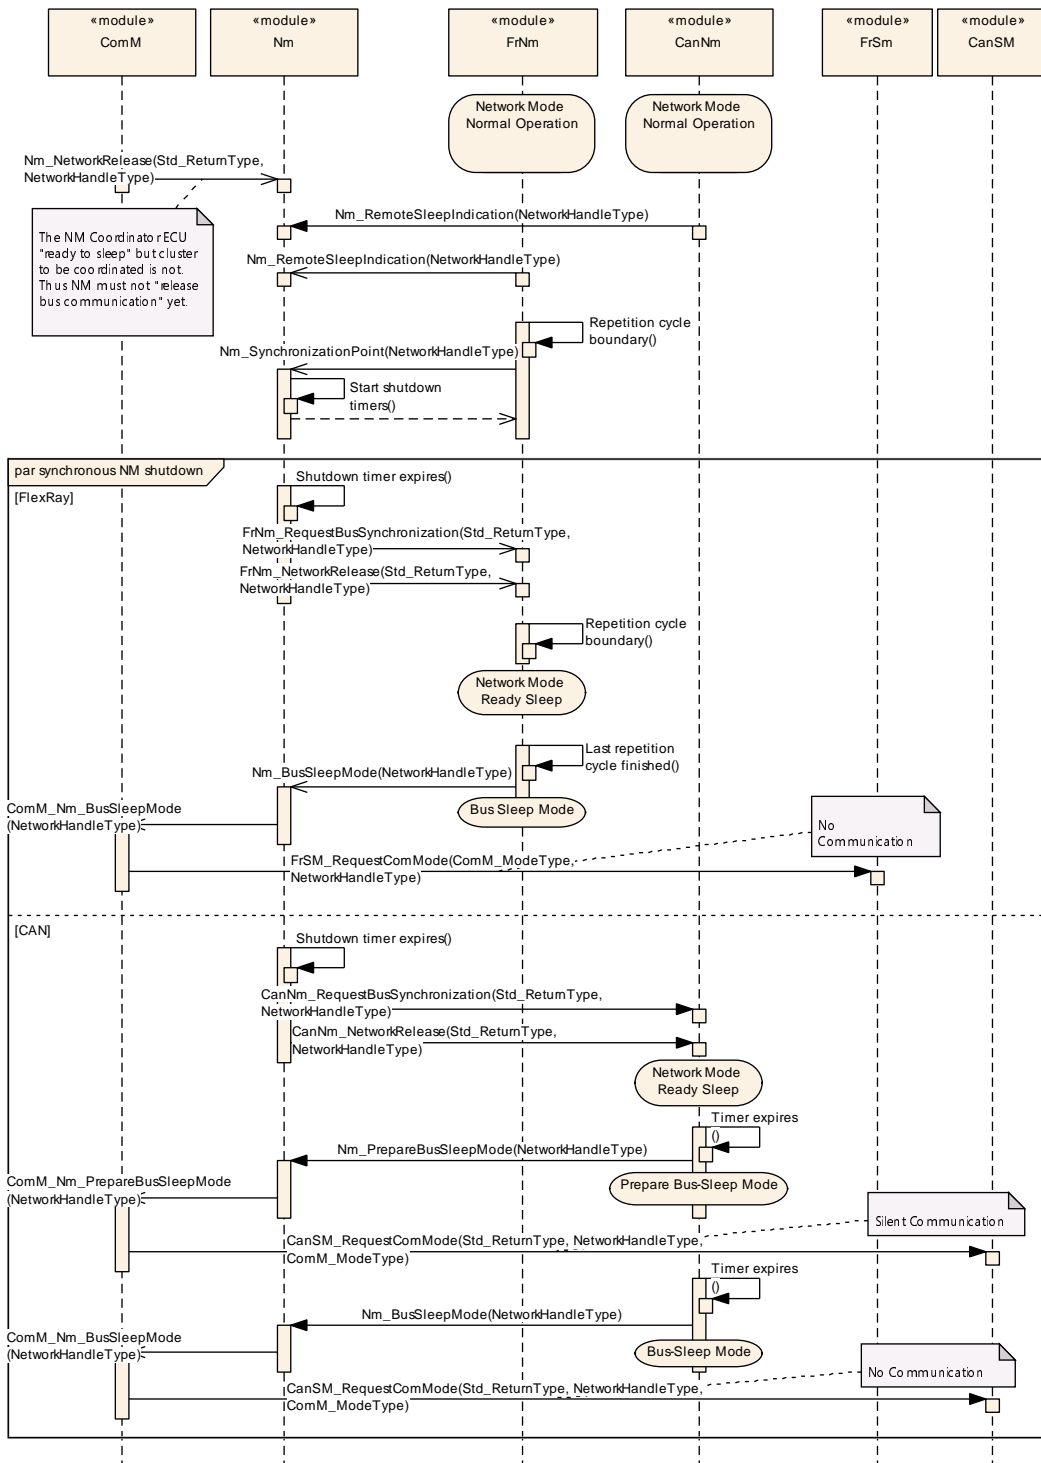 «module»
ComM
«module»
Nm
«module»
FrNm
«module»
CanNm
«module»
FrSm
«module»
CanSM
Network Mode
Normal Operation
Network Mode
Normal Operation
Nm_NetworkRelease(Std_ReturnType,
NetworkHandleType)
Nm_RemoteSleepIndication(NetworkHandleType)
The NM Coordinator ECU
"ready to sleep" but cluster
to be coordinated is not.
Thus NM must not "release
bus communication" yet.
Nm_RemoteSleepIndication(NetworkHandleType)
Repetition cycle
boundary()
Nm_SynchronizationPoint(NetworkHandleType)
Start shutdown
timers()
par synchronous NM shutdown
[FlexRay]
Shutdown timer expires()
FrNm_RequestBusSynchronization(Std_ReturnType,
NetworkHandleType)
FrNm_NetworkRelease(Std_ReturnType,
NetworkHandleType)
Repetition cycle
boundary()
Network Mode
Ready Sleep
Last repetition
cycle finished()
Nm_BusSleepMode(NetworkHandleType)
Bus Sleep Mode
ComM_Nm_BusSleepMode
(NetworkHandleType)
No
Communication
FrSM_RequestComMode(ComM_ModeType,
NetworkHandleType)
[CAN]
Shutdown timer expires()
CanNm_RequestBusSynchronization(Std_ReturnType,
NetworkHandleType)
CanNm_NetworkRelease(Std_ReturnType,
NetworkHandleType)
Network Mode
Ready Sleep
Timer expires
()
Nm_PrepareBusSleepMode(NetworkHandleType)
Prepare Bus-Sleep Mode
ComM_Nm_PrepareBusSleepMode
(NetworkHandleType)
Silent Communication
CanSM_RequestComMode(Std_ReturnType, NetworkHandleType,
ComM_ModeType)
Timer expires
()
Nm_BusSleepMode(NetworkHandleType)
Bus-Sleep Mode
ComM_Nm_BusSleepMode
(NetworkHandleType)
No Communication
CanSM_RequestComMode(Std_ReturnType, NetworkHandleType,
ComM_ModeType)